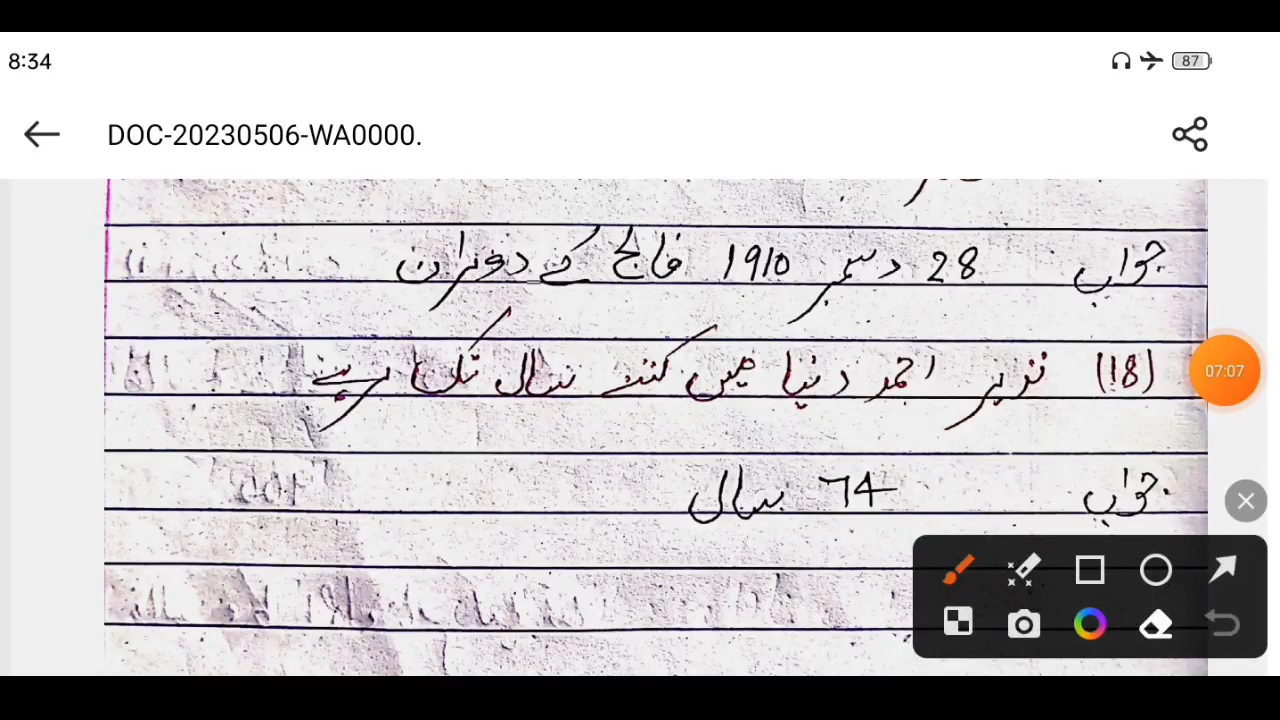 8:34
87
DOC-20230506-WA0000.
جواب 28 دسمبر 1910 فالج کے دوران
(18) نذیر احمد دنیا میں کتنے سال تک رہے
07:07
جواب 74 سال